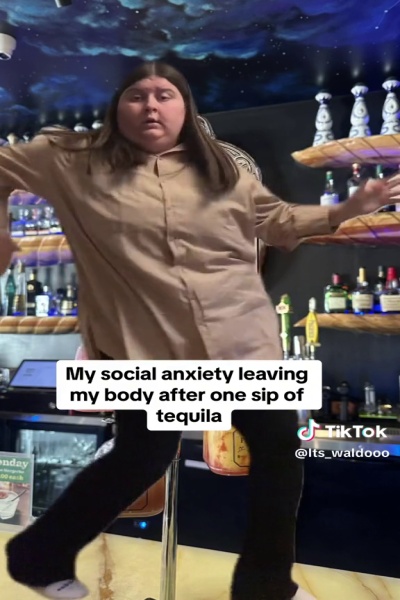 My social anxiety leaving
my body after one sip of
tequila
TikTok
@lts_waldooo